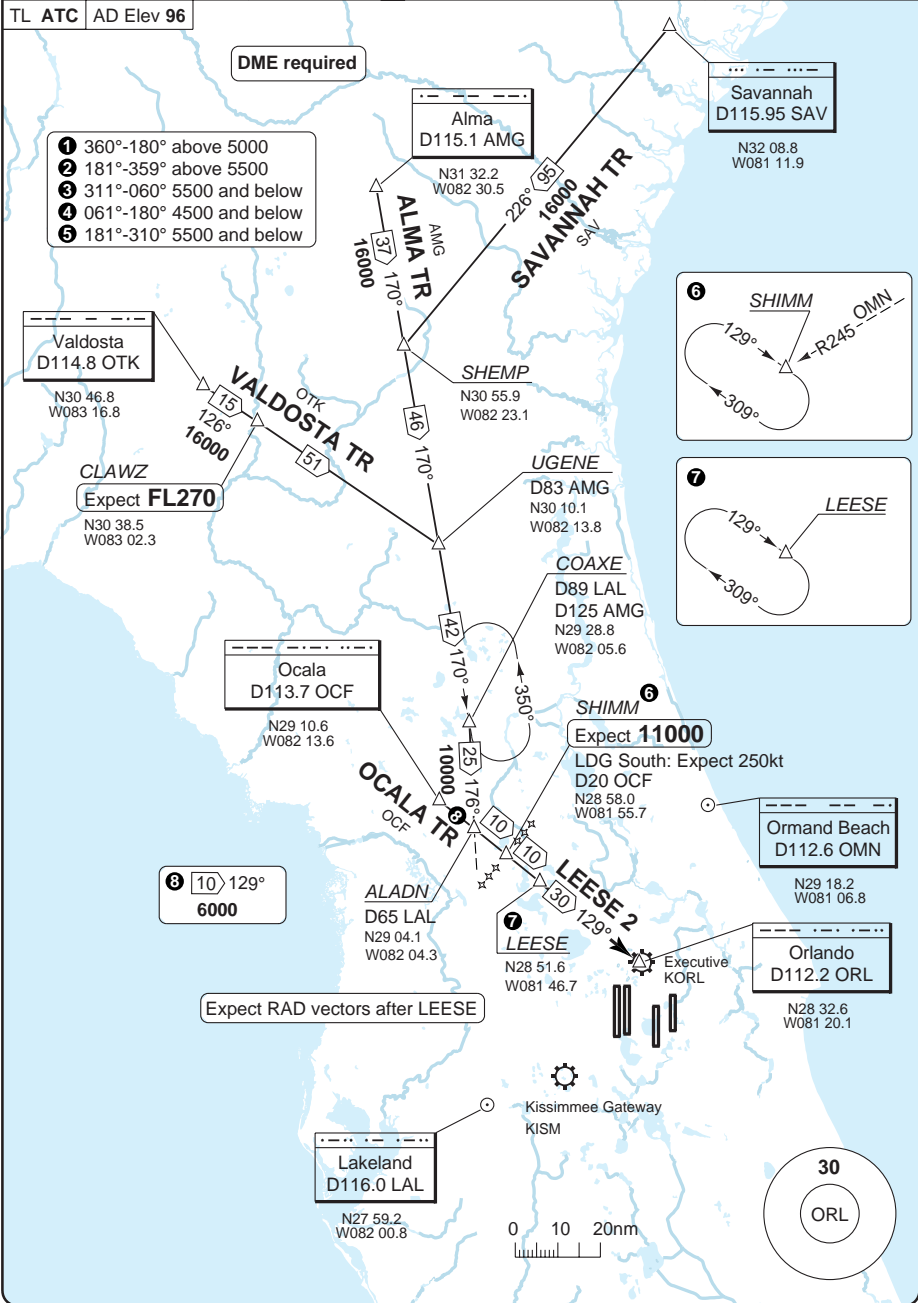 TL ATC AD Elev 96
DME required
Savannah
D115.95 SAV
N32 08.8
W081 11.9
Alma
D115.1 AMG
N31 32.2
W082 30.5
❶ 360°-180° above 5000
❷ 181°-359° above 5500
❸ 311°-060° 5500 and below
❹ 061°-180° 4500 and below
❺ 181°-310° 5500 and below
226°
95
16000
SAVANNAH TR
SAV
ALMA TR
AMG
37
170°
16000
❻
SHIMM
129°
309°
R245 OMN
Valdosta
D114.8 OTK
N30 46.8
W083 16.8
SHEMP
N30 55.9
W082 23.1
VALDOSTA TR
OTK
15
126°
16000
51
46
170°
CLAWZ
Expect FL270
N30 38.5
W083 02.3
UGENE
D83 AMG
N30 10.1
W082 13.8
❼
LEESE
129°
309°
COAXE
D89 LAL
D125 AMG
N29 28.8
W082 05.6
42
170°
350°
Ocala
D113.7 OCF
N29 10.6
W082 13.6
SHIMM ❻
Expect 11000
LDG South: Expect 250kt
D20 OCF
N28 58.0
W081 55.7
25
176°
10000
OCALA TR
OCF
❽
10
10
LEESE 2
30
129°
Ormand Beach
D112.6 OMN
N29 18.2
W081 06.8
❽ 10 129°
6000
ALADN
D65 LAL
N29 04.1
W082 04.3
❼
LEESE
N28 51.6
W081 46.7
Executive
KORL
Orlando
D112.2 ORL
N28 32.6
W081 20.1
Expect RAD vectors after LEESE
Kissimmee Gateway
KISM
Lakeland
D116.0 LAL
N27 59.2
W082 00.8
0 10 20nm
30
ORL